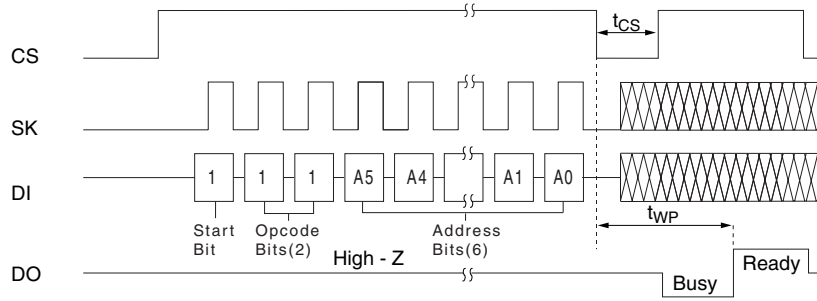 CS
tCS
SK
DI
1 1 1 A5 A4 A1 A0
Start Bit
Opcode Bits(2)
Address Bits(6)
tWP
High - Z
DO
Busy
Ready